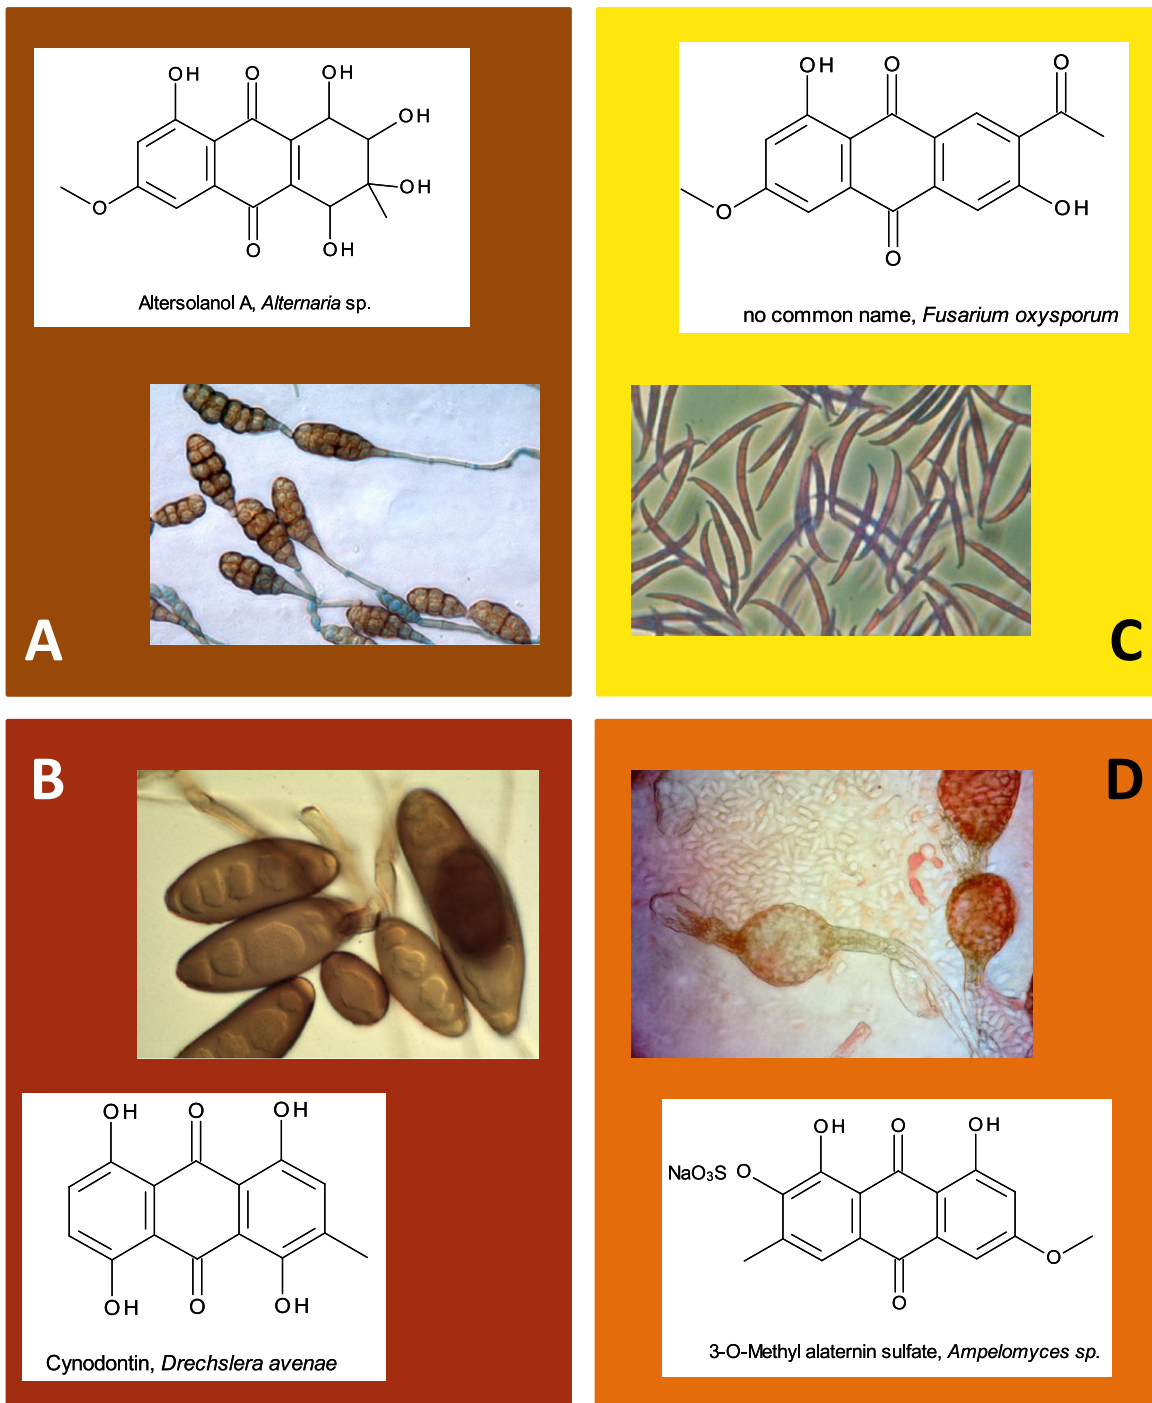 OH O OH
OH
OH
O
O OH
Altersolanol A, Alternaria sp.
A
OH O O
O
OH
O
no common name, Fusarium oxysporum
C
B
OH O OH
OH O OH
Cynodontin, Drechslera avenae
D
OH O OH
NaO₃S O
O
O
3-O-Methyl alaternin sulfate, Ampelomyces sp.